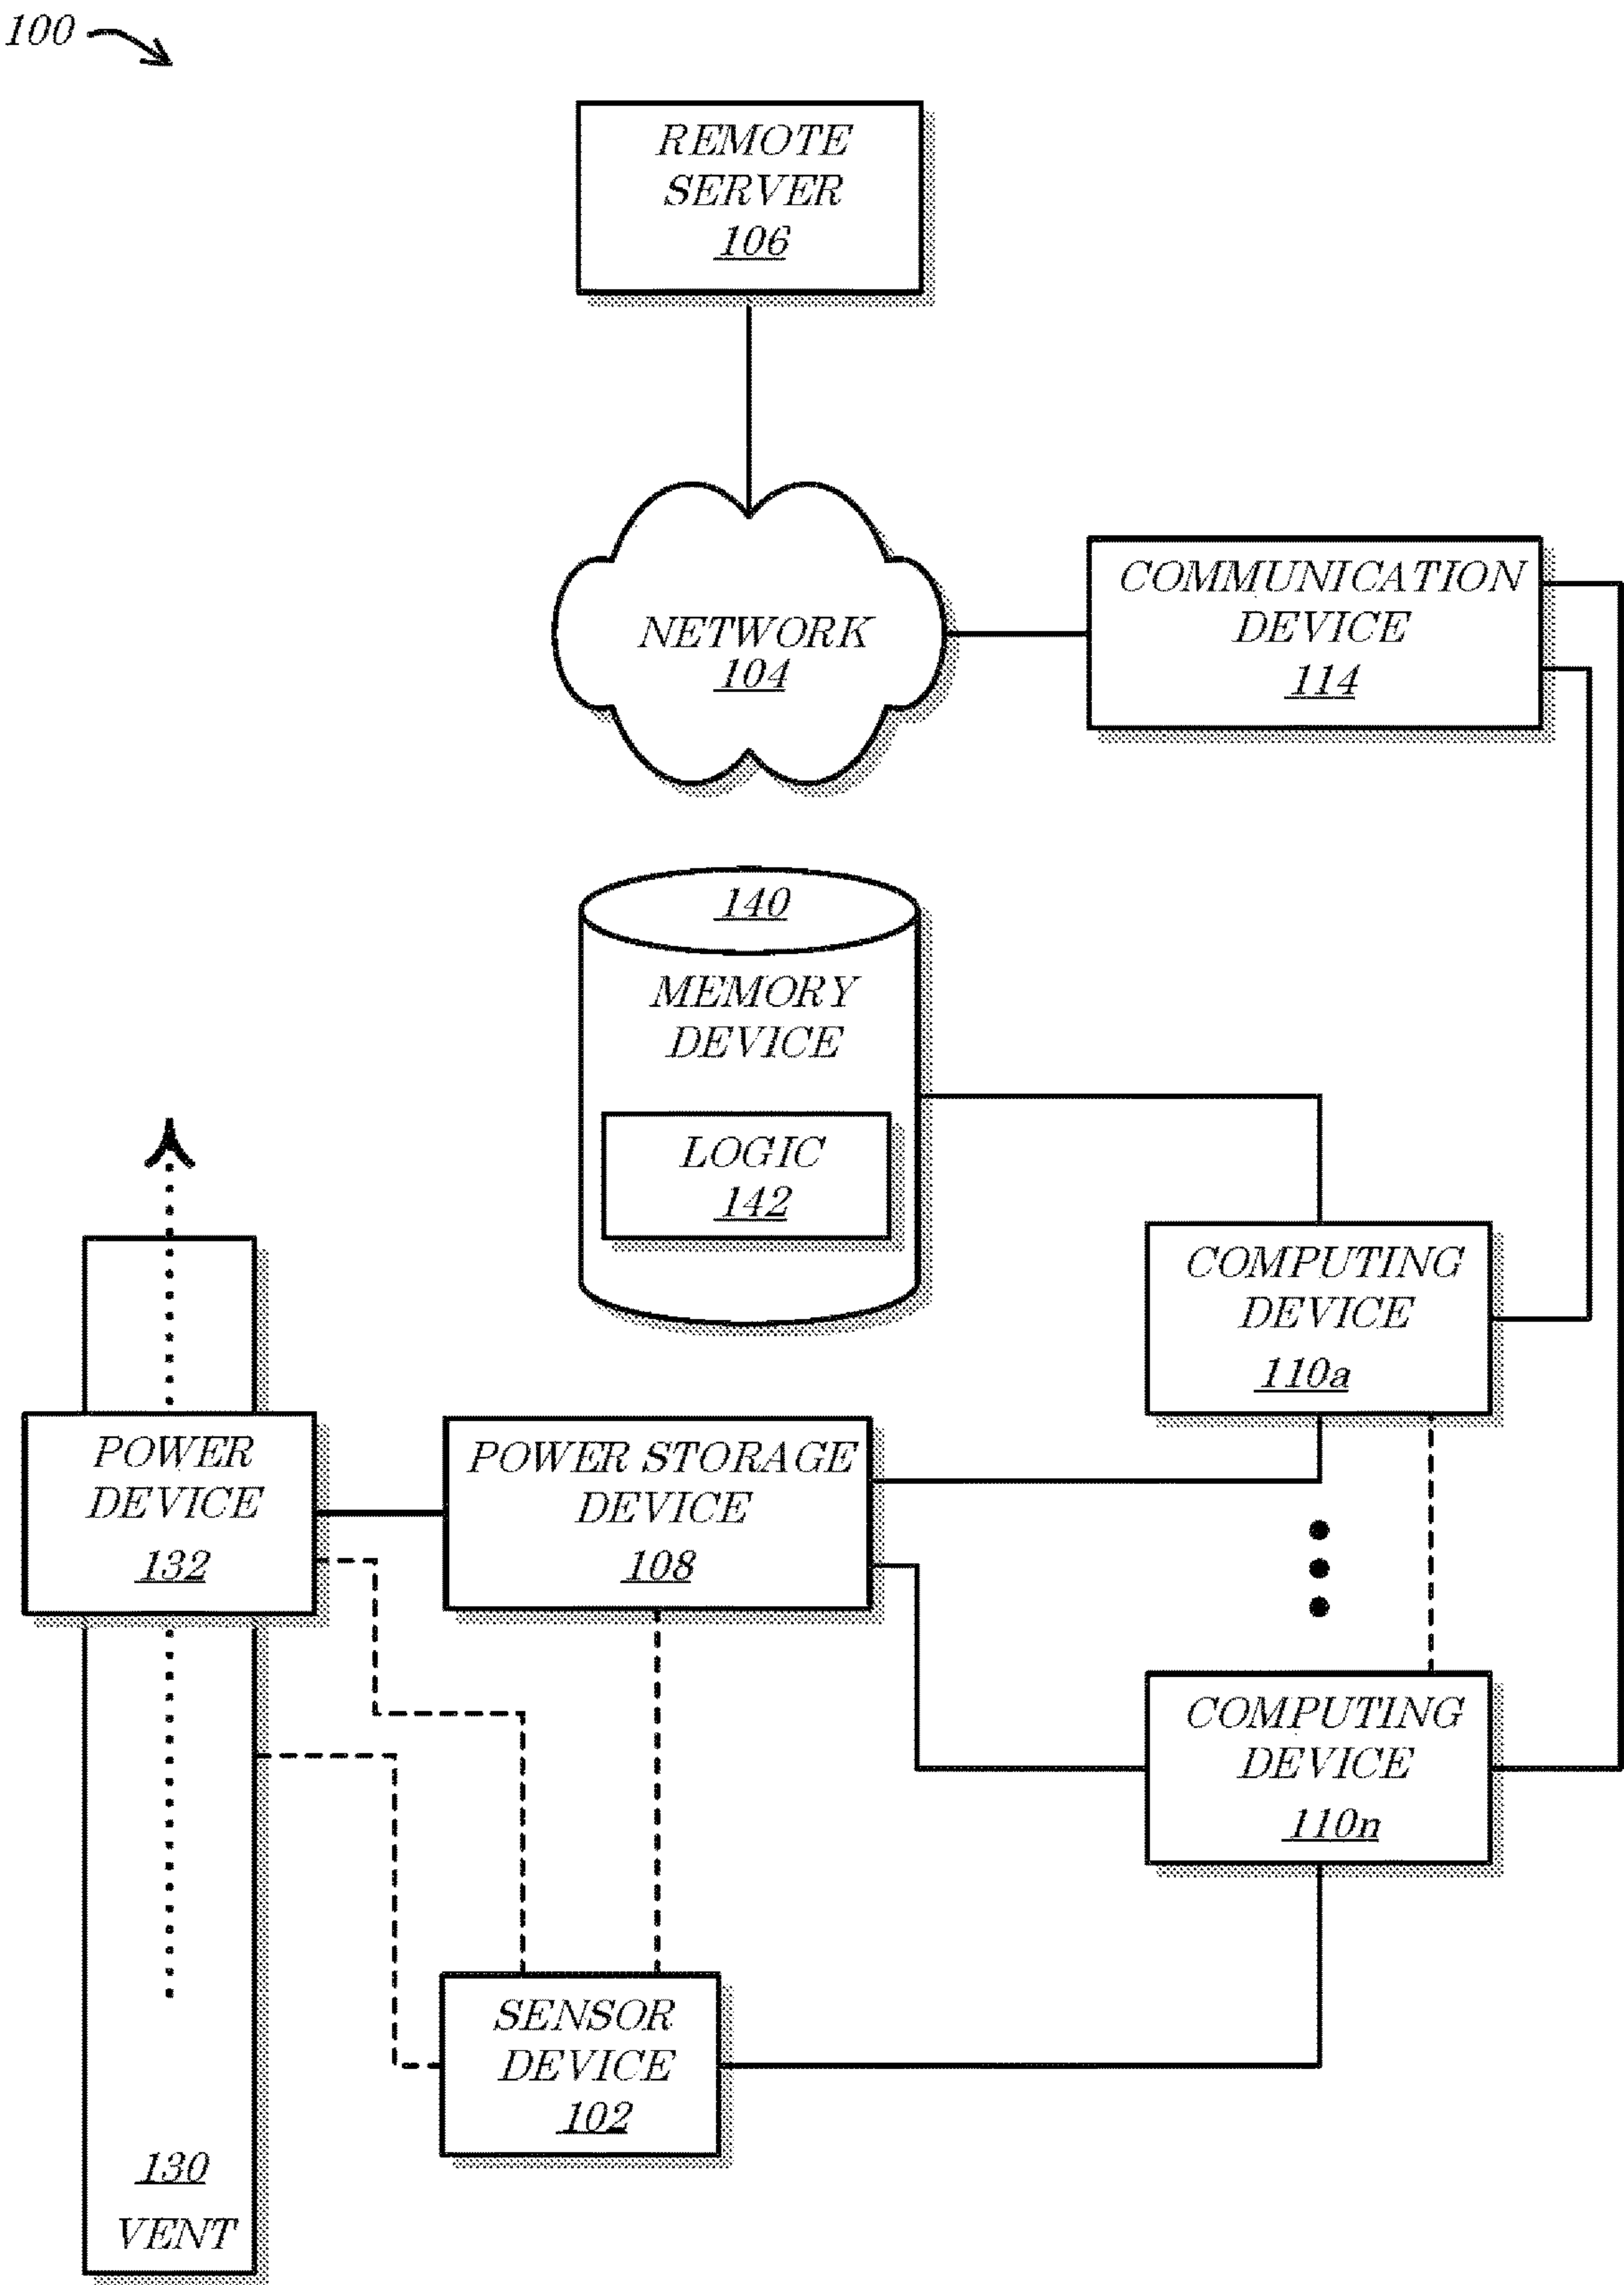 100
REMOTE
SERVER
106
NETWORK
104
COMMUNICATION
DEVICE
114
140
MEMORY
DEVICE
LOGIC
142
COMPUTING
DEVICE
110a
POWER
DEVICE
132
POWER STORAGE
DEVICE
108
COMPUTING
DEVICE
110n
SENSOR
DEVICE
102
130
VENT